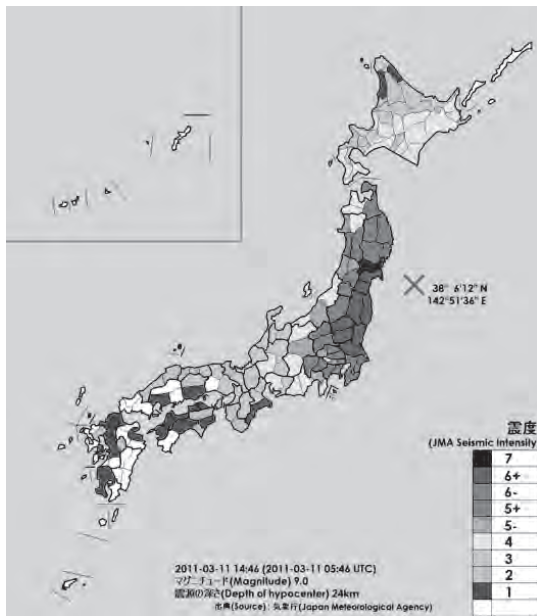 38° 6'12" N
142°51'36" E
震度
(JMA Seismic Intensity)
7
6+
6-
5+
5-
4
3
2
1
2011-03-11 14:46 (2011-03-11 05:46 UTC)
マグニチュード(Magnitude) 9.0
震源の深さ(Depth of hypocenter) 24km
出典(Source) : 気象庁(Japan Meteorological Agency)